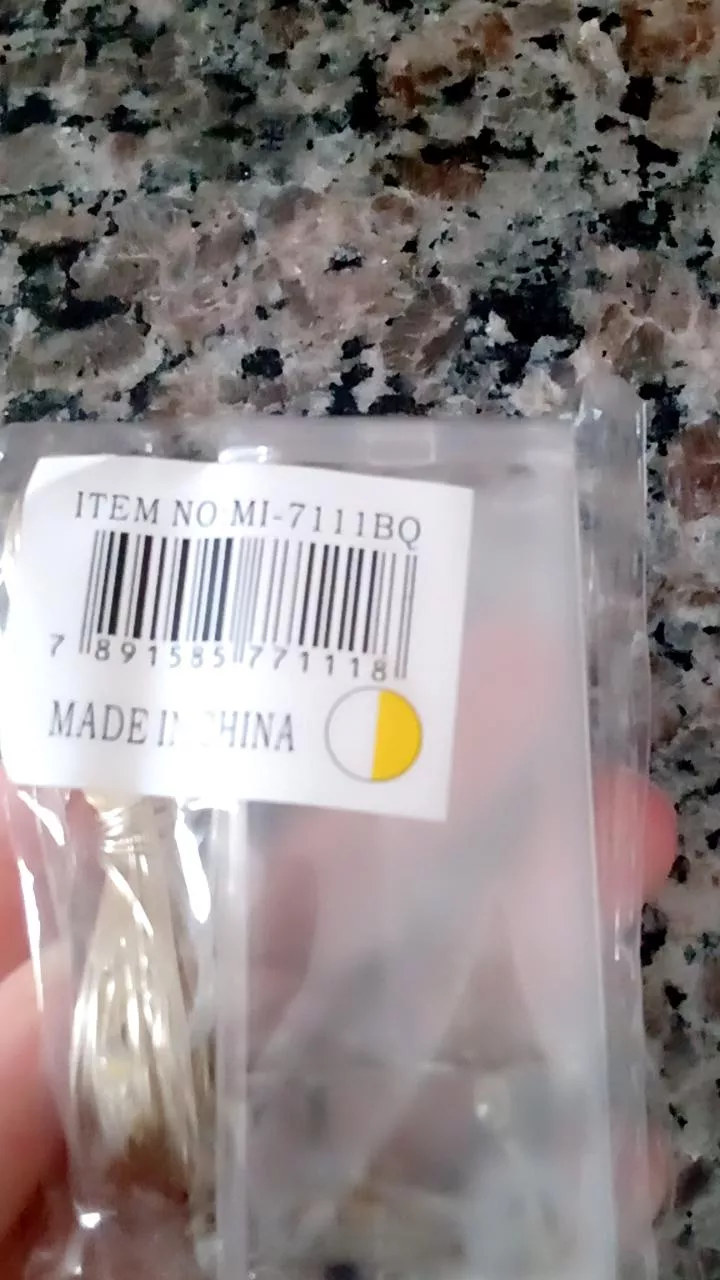 ITEM NO MI-7111BQ
7 891585 771118
MADE IN CHINA